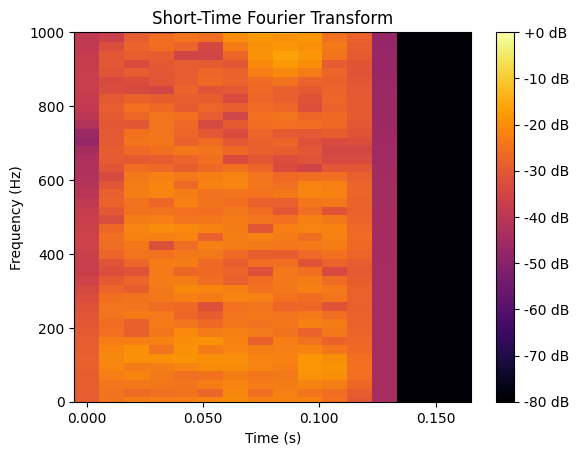 Short-Time Fourier Transform
Frequency (Hz)
1000
800
600
400
200
0
0.000
0.050
0.100
0.150
Time (s)
+0 dB
-10 dB
-20 dB
-30 dB
-40 dB
-50 dB
-60 dB
-70 dB
-80 dB